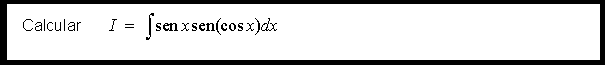 Calcular I = ∫sen x sen(cos x)dx